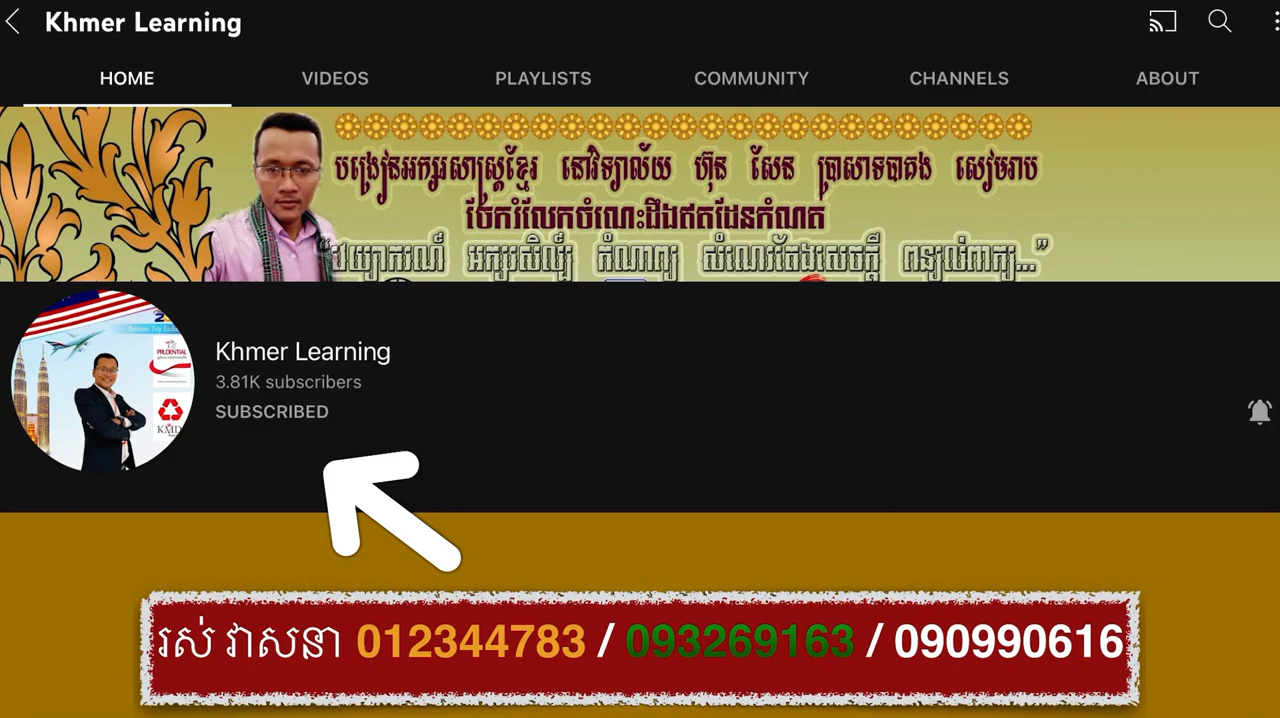 Khmer Learning
HOME VIDEOS PLAYLISTS COMMUNITY CHANNELS ABOUT
បង្រៀនអក្សរសាស្ត្រខ្មែរ នៅវិទ្យាល័យ ហ៊ុន សែន ប្រាសាទបាគង សៀមរាប
ចែករំលែកចំណេះដឹងឥតដែនកំណត់
“វេយ្យាករណ៍ អក្សរសិល្ប៍ កំណាព្យ សំណេរតែងសេចក្តី ពន្យល់ពាក្យ...”
PRUDENTIAL
KMD
Khmer Learning
3.81K subscribers
SUBSCRIBED
រស់ វាសនា 012344783 / 093269163 / 090990616